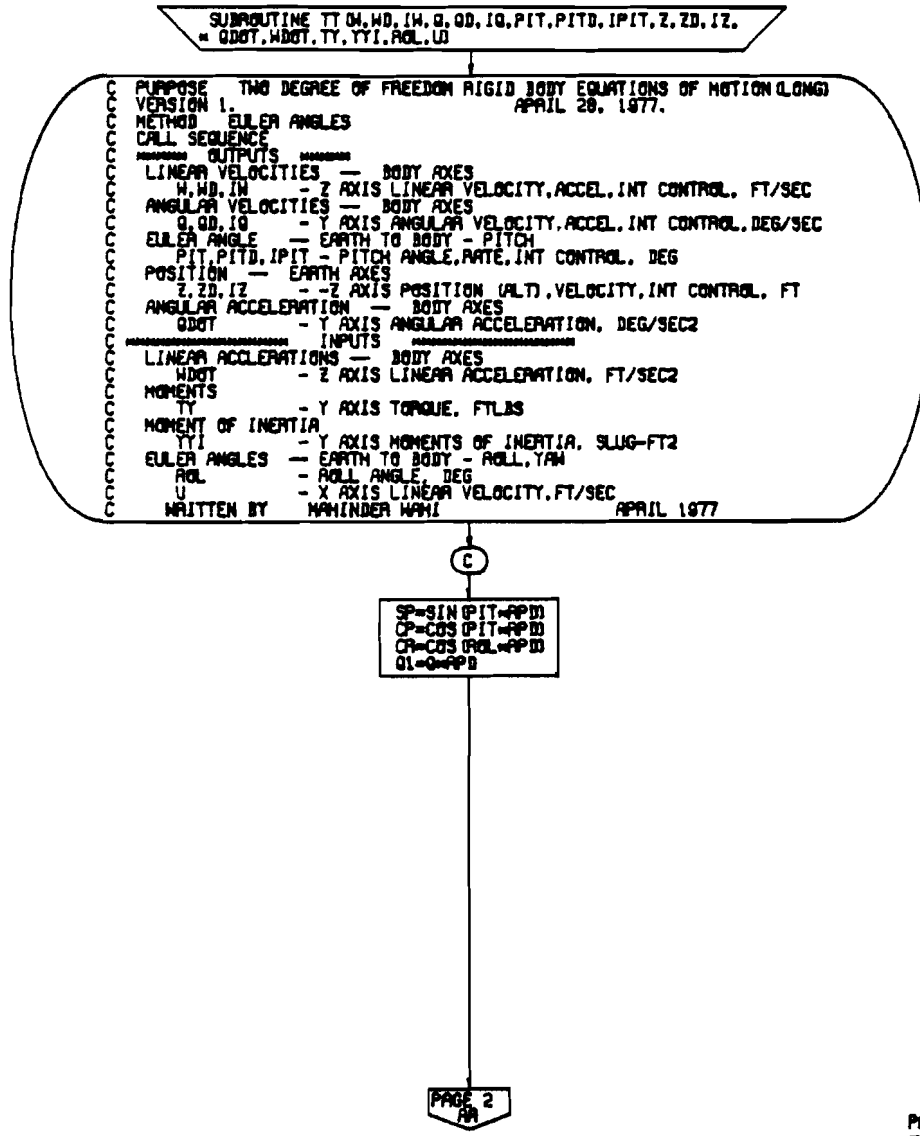 SUBROUTINE TT (W,WD,IW,Q,QD,IQ,PIT,PITD,IPIT,Z,ZD,IZ,
* QDOT,WDOT,TY,YYI,ROL,U)
C PURPOSE TWO DEGREE OF FREEDOM RIGID BODY EQUATIONS OF MOTION(LONG)
C VERSION 1. APRIL 28, 1977.
C METHOD EULER ANGLES
C CALL SEQUENCE
C ****** OUTPUTS ******
C LINEAR VELOCITIES -- BODY AXES
C W,WD,IW - Z AXIS LINEAR VELOCITY,ACCEL,INT CONTROL, FT/SEC
C ANGULAR VELOCITIES -- BODY AXES
C Q,QD,IQ - Y AXIS ANGULAR VELOCITY,ACCEL,INT CONTROL,DEG/SEC
C EULER ANGLE -- EARTH TO BODY - PITCH
C PIT,PITD,IPIT - PITCH ANGLE,RATE,INT CONTROL, DEG
C POSITION -- EARTH AXES
C Z,ZD,IZ - -Z AXIS POSITION (ALT),VELOCITY,INT CONTROL, FT
C ANGULAR ACCELERATION -- BODY AXES
C QDOT - Y AXIS ANGULAR ACCELERATION, DEG/SEC2
C ******************** INPUTS ********************
C LINEAR ACCLERATIONS -- BODY AXES
C WDOT - Z AXIS LINEAR ACCELERATION, FT/SEC2
C MOMENTS
C TY - Y AXIS TORQUE, FTLBS
C MOMENT OF INERTIA
C YYI - Y AXIS MOMENTS OF INERTIA, SLUG-FT2
C EULER ANGLES -- EARTH TO BODY - ROLL,YAW
C ROL - ROLL ANGLE, DEG
C U - X AXIS LINEAR VELOCITY,FT/SEC
C WRITTEN BY MAHINDER WAHI APRIL 1977
C
SP=SIN(PIT*RPD)
CP=COS(PIT*RPD)
CR=COS(ROL*RPD)
Q1=Q*RPD
PAGE 2
AA